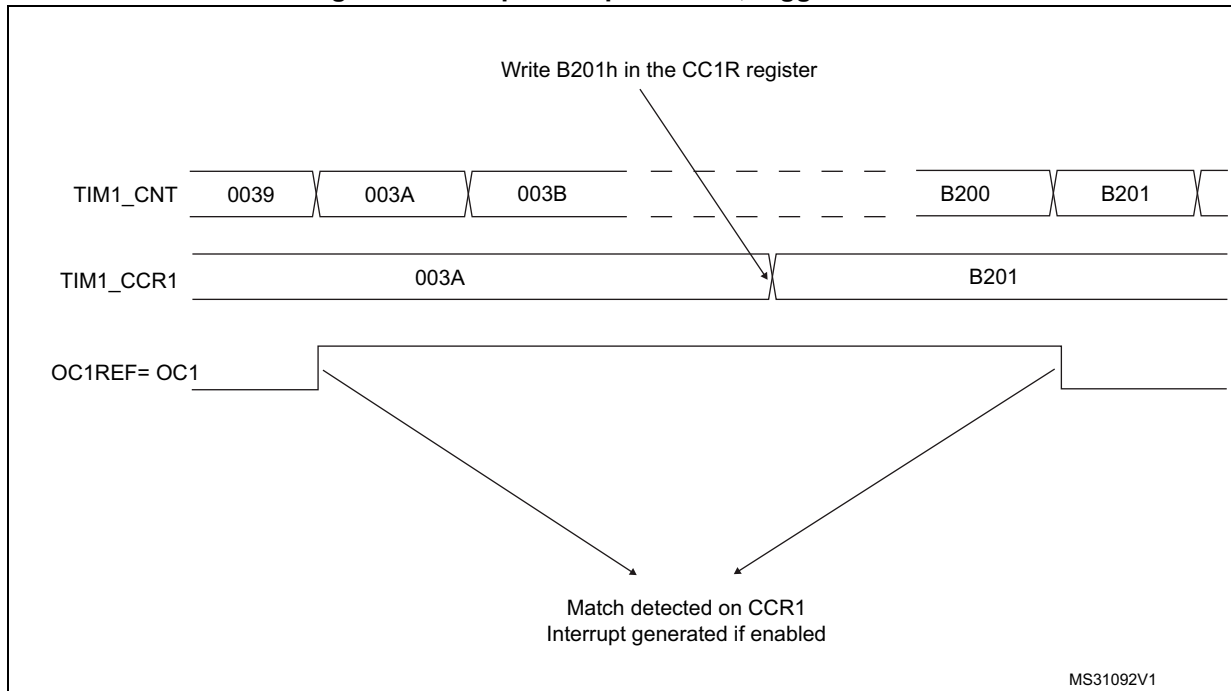 Write B201h in the CC1R register
TIM1_CNT 0039 003A 003B B200 B201
TIM1_CCR1 003A B201
OC1REF= OC1
Match detected on CCR1
Interrupt generated if enabled
MS31092V1